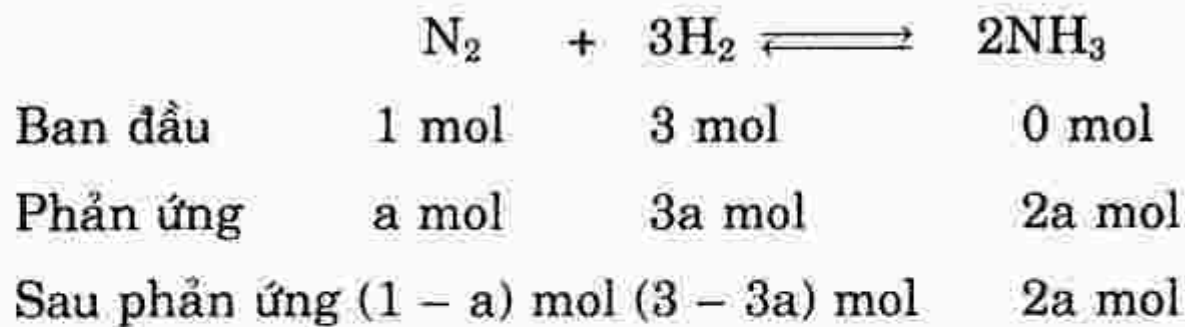 N₂ + 3H₂ ⇌ 2NH₃
Ban đầu 1 mol 3 mol 0 mol
Phản ứng a mol 3a mol 2a mol
Sau phản ứng (1 – a) mol (3 – 3a) mol 2a mol